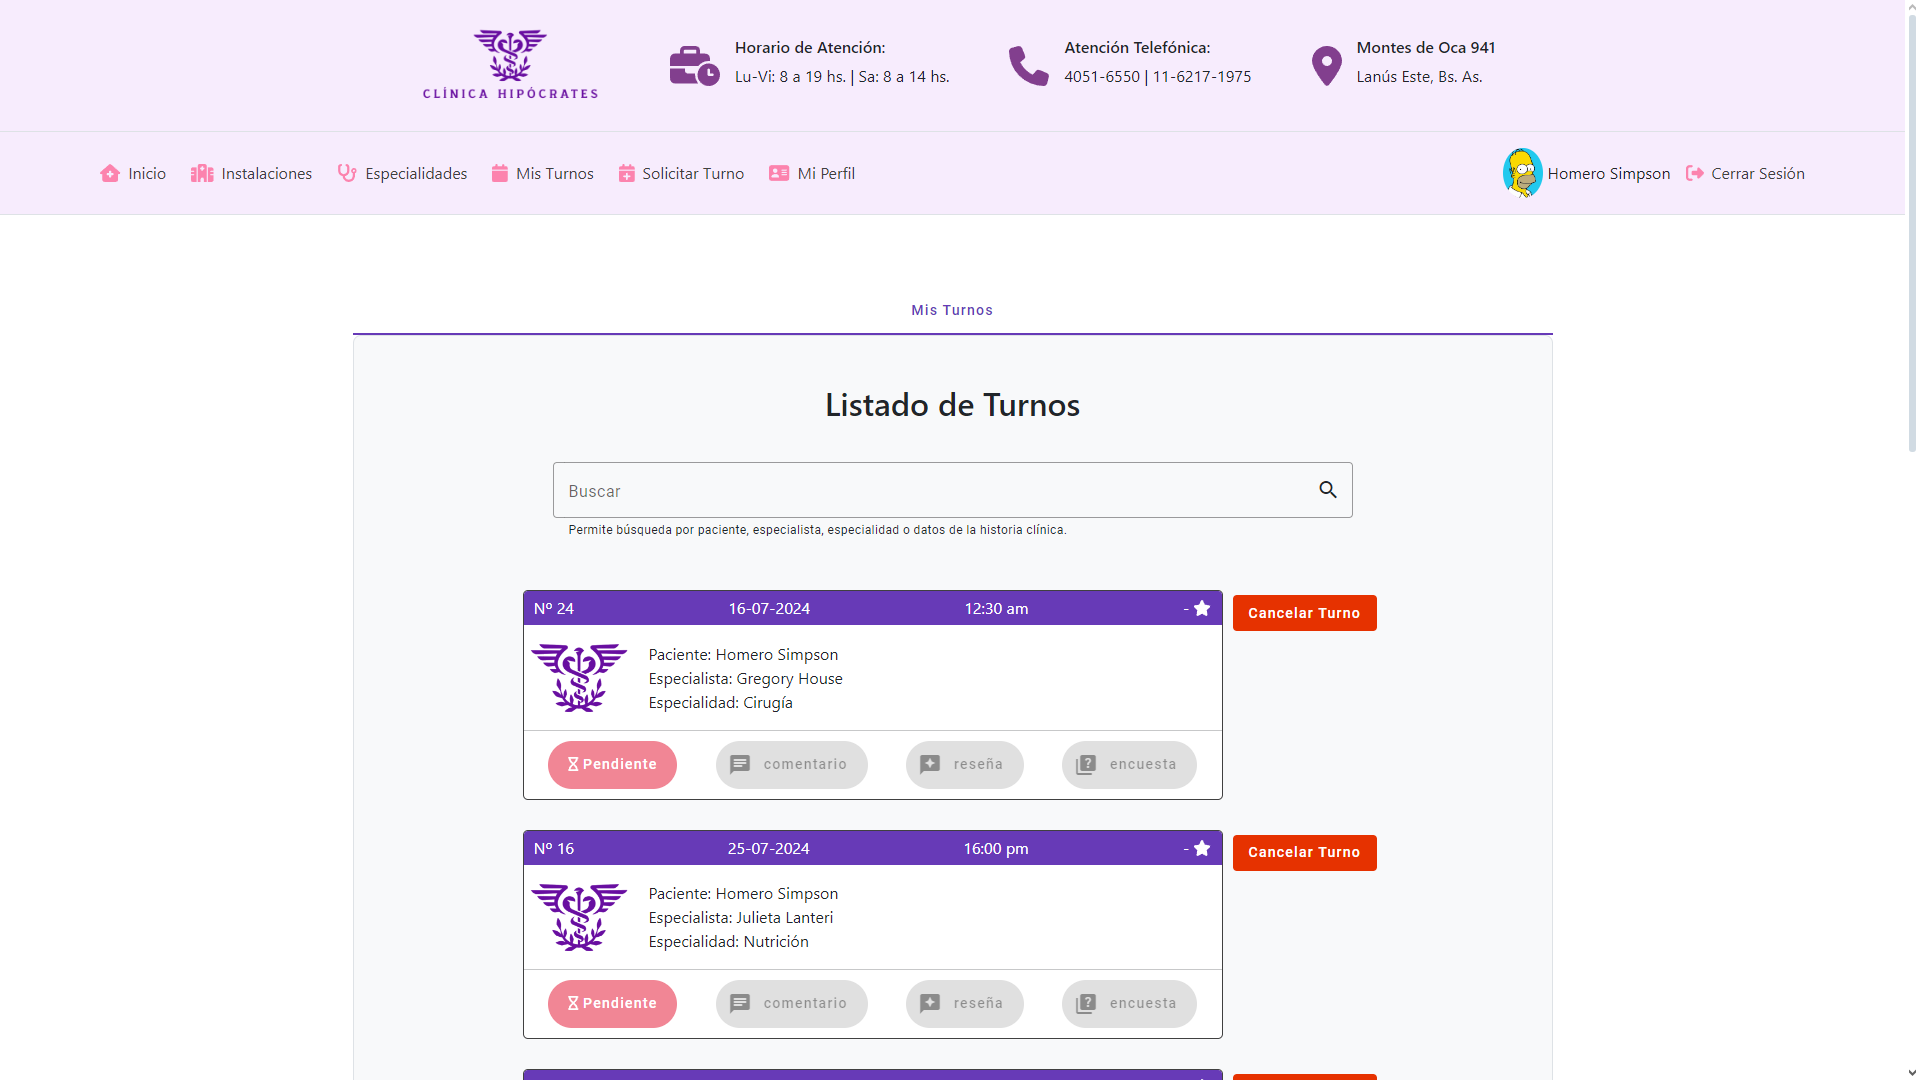 CLÍNICA HIPÓCRATES
Horario de Atención:
Lu-Vi: 8 a 19 hs. | Sa: 8 a 14 hs.
Atención Telefónica:
4051-6550 | 11-6217-1975
Montes de Oca 941
Lanús Este, Bs. As.
Inicio
Instalaciones
Especialidades
Mis Turnos
Solicitar Turno
Mi Perfil
Homero Simpson
Cerrar Sesión
Mis Turnos
Listado de Turnos
Buscar
Permite búsqueda por paciente, especialista, especialidad o datos de la historia clínica.
Nº 24 16-07-2024 12:30 am -
Cancelar Turno
Paciente: Homero Simpson
Especialista: Gregory House
Especialidad: Cirugía
Pendiente comentario reseña encuesta
Nº 16 25-07-2024 16:00 pm -
Cancelar Turno
Paciente: Homero Simpson
Especialista: Julieta Lanteri
Especialidad: Nutrición
Pendiente comentario reseña encuesta